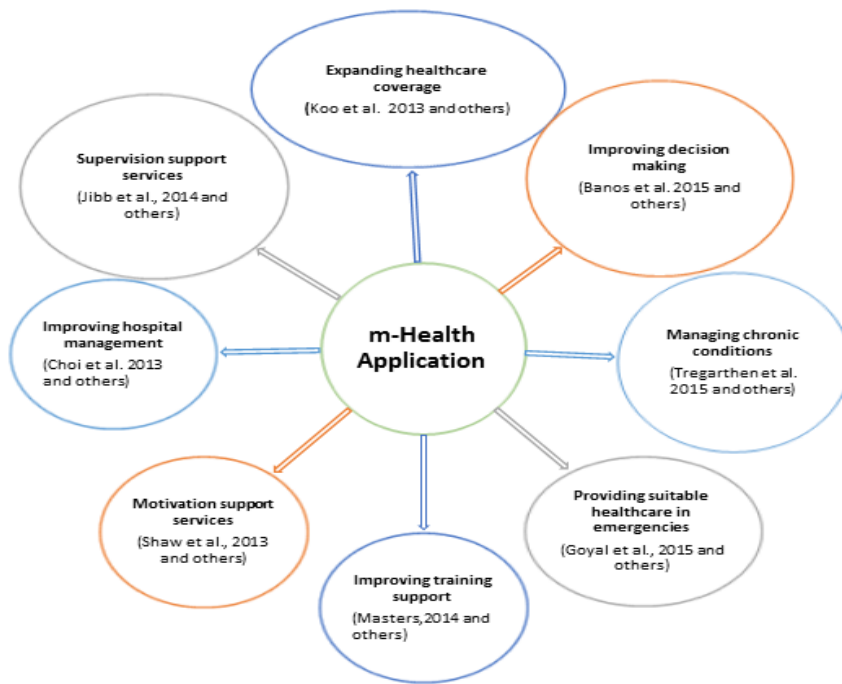 Expanding healthcare
coverage
(Koo et al. 2013 and others)
Improving decision
making
(Banos et al. 2015 and
others)
Supervision support
services
(Jibb et al., 2014 and
others)
m-Health
Application
Improving hospital
management
(Choi et al. 2013
and others)
Managing chronic
conditions
(Tregarthen et al.
2015 and others)
Motivation support
services
(Shaw et al., 2013
and others)
Providing suitable
healthcare in
emergencies
(Goyal et al., 2015 and
others)
Improving training
support
(Masters,2014 and
others)